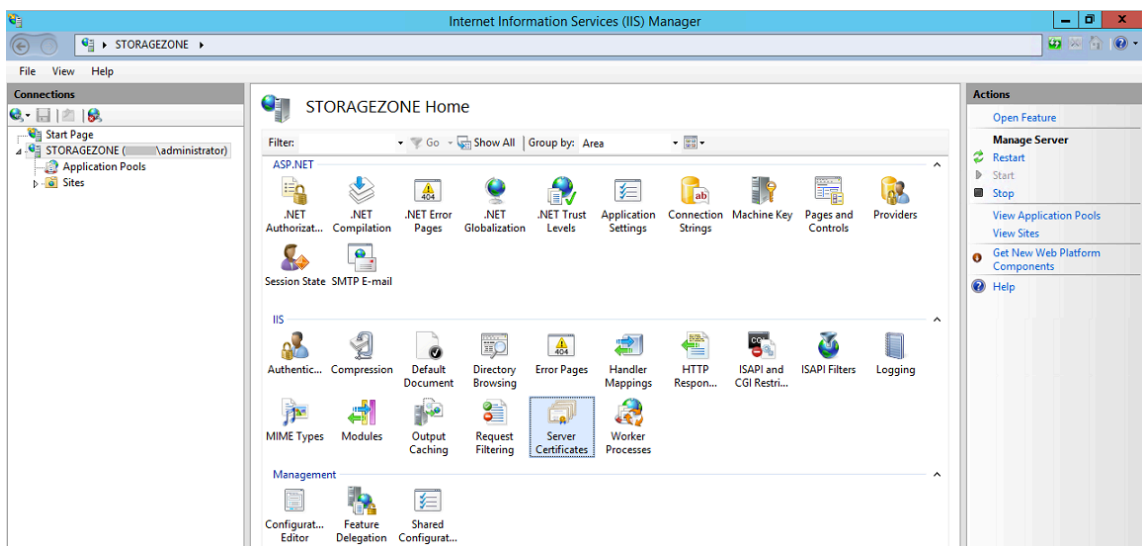 Internet Information Services (IIS) Manager
STORAGEZONE
File View Help
Connections
Start Page
STORAGEZONE ( \administrator)
Application Pools
Sites
STORAGEZONE Home
Filter: Go Show All Group by: Area
ASP.NET
.NET Authorizat...
.NET Compilation
.NET Error Pages
.NET Globalization
.NET Trust Levels
Application Settings
Connection Strings
Machine Key
Pages and Controls
Providers
Session State
SMTP E-mail
IIS
Authentic...
Compression
Default Document
Directory Browsing
Error Pages
Handler Mappings
HTTP Respon...
ISAPI and CGI Restri...
ISAPI Filters
Logging
MIME Types
Modules
Output Caching
Request Filtering
Server Certificates
Worker Processes
Management
Configurat... Editor
Feature Delegation
Shared Configurat...
Actions
Open Feature
Manage Server
Restart
Start
Stop
View Application Pools
View Sites
Get New Web Platform
Components
Help